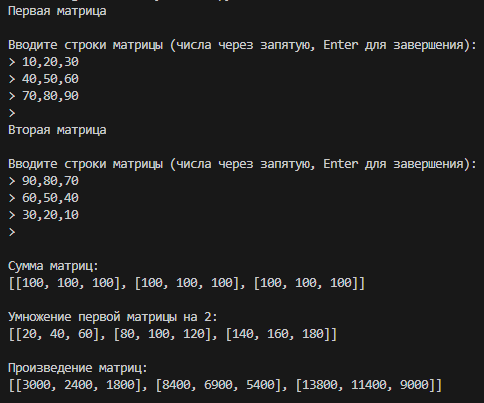 Первая матрица
Введите строки матрицы (числа через запятую, Enter для завершения):
> 10,20,30
> 40,50,60
> 70,80,90
>
Вторая матрица
Введите строки матрицы (числа через запятую, Enter для завершения):
> 90,80,70
> 60,50,40
> 30,20,10
>
Сумма матриц:
[[100, 100, 100], [100, 100, 100], [100, 100, 100]]
Умножение первой матрицы на 2:
[[20, 40, 60], [80, 100, 120], [140, 160, 180]]
Произведение матриц:
[[3000, 2400, 1800], [8400, 6900, 5400], [13800, 11400, 9000]]